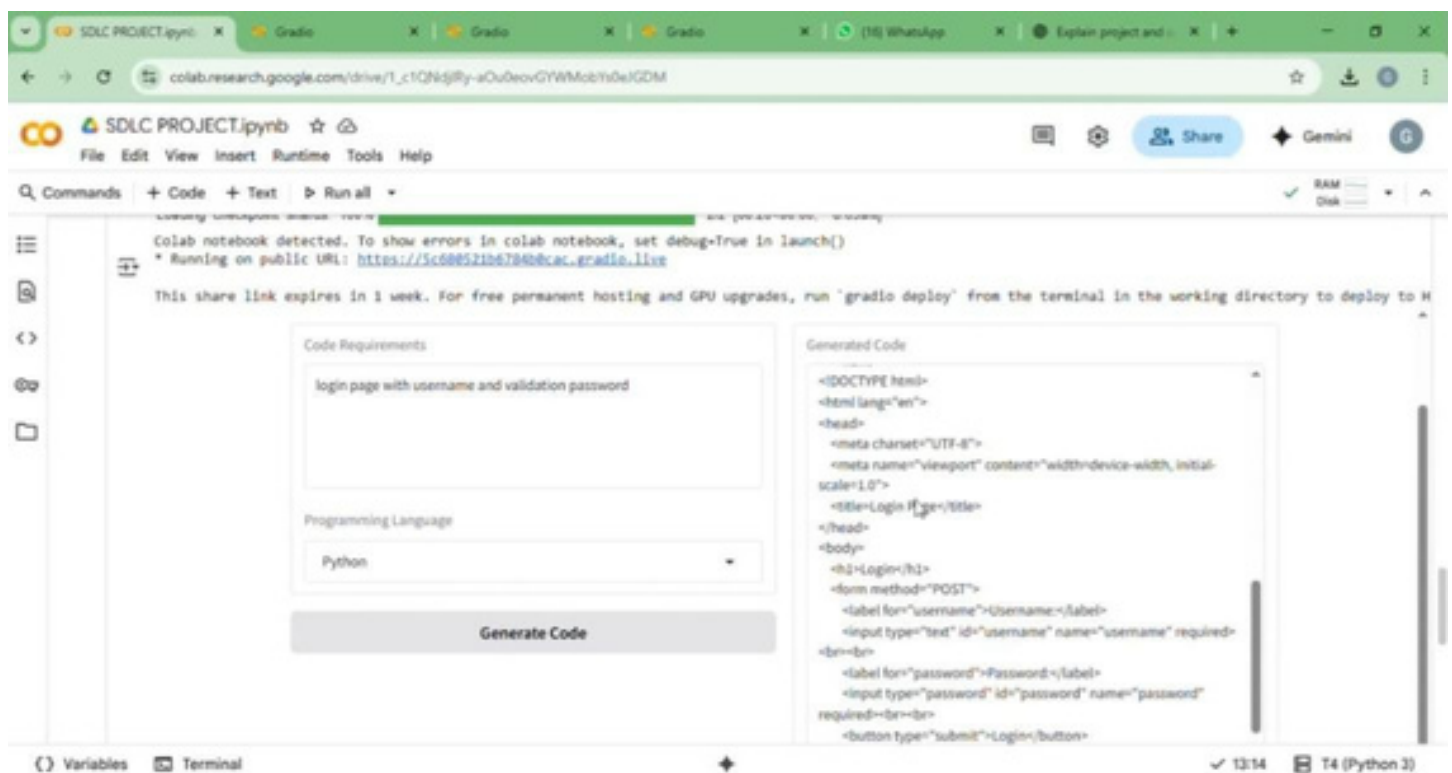 SDLC PROJECT.ipynb
Gradio
Gradio
Gradio
WhatsApp
Explain project and
colab.research.google.com/drive/
CO
SDLC PROJECT.ipynb
File Edit View Insert Runtime Tools Help
Share
Gemini
G
Commands + Code + Text Run all
RAM
Disk
Colab notebook detected. To show errors in colab notebook, set debug=True in launch()
* Running on public URL: https://5c680521b6784b0cac.gradio.live
This share link expires in 1 week. For free permanent hosting and GPU upgrades, run `gradio deploy` from the terminal in the working directory to deploy to H
Code Requirements
login page with username and validation password
Programming Language
Python
Generate Code
Generated Code
<!DOCTYPE html>
<html lang="en">
<head>
<meta charset="UTF-8">
<meta name="viewport" content="width=device-width, initial-
scale=1.0">
<title>Login Page</title>
</head>
<body>
<h1>Login</h1>
<form method="POST">
<label for="username">Username:</label>
<input type="text" id="username" name="username" required>
<br><br>
<label for="password">Password:</label>
<input type="password" id="password" name="password"
required><br><br>
<button type="submit">Login</button>
{} Variables Terminal
13:14 T4 (Python 3)